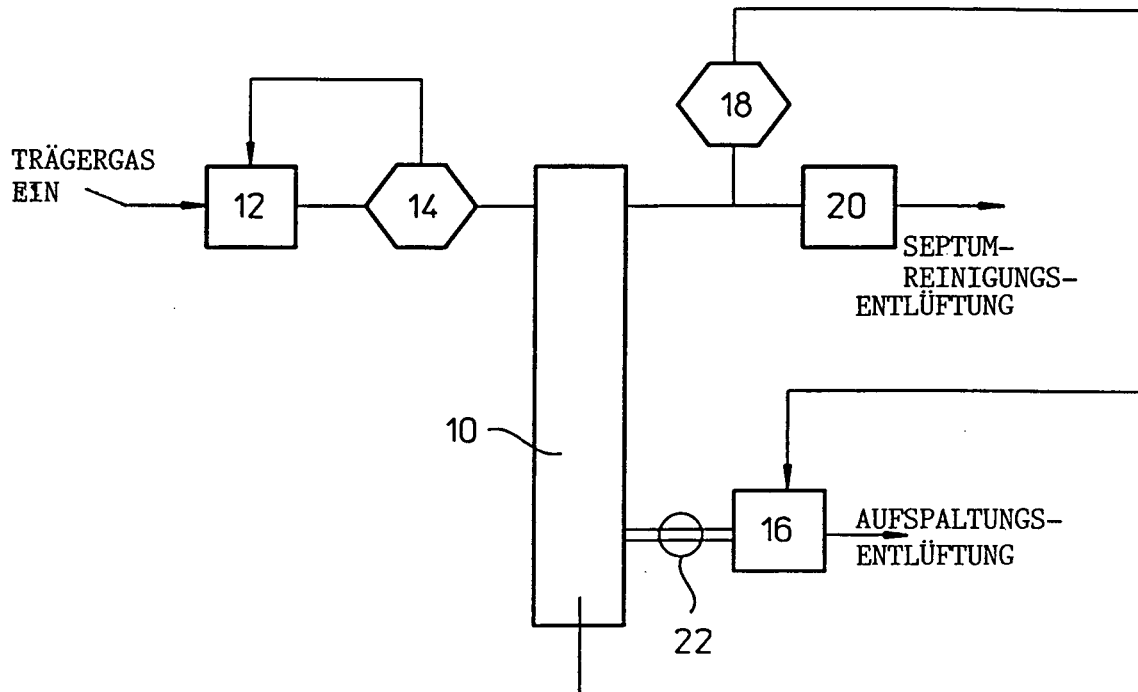 18
TRÄGERGAS
EIN
12
14
20
SEPTUM-
REINIGUNGS-
ENTLÜFTUNG
10
16
AUFSPALTUNGS-
ENTLÜFTUNG
22